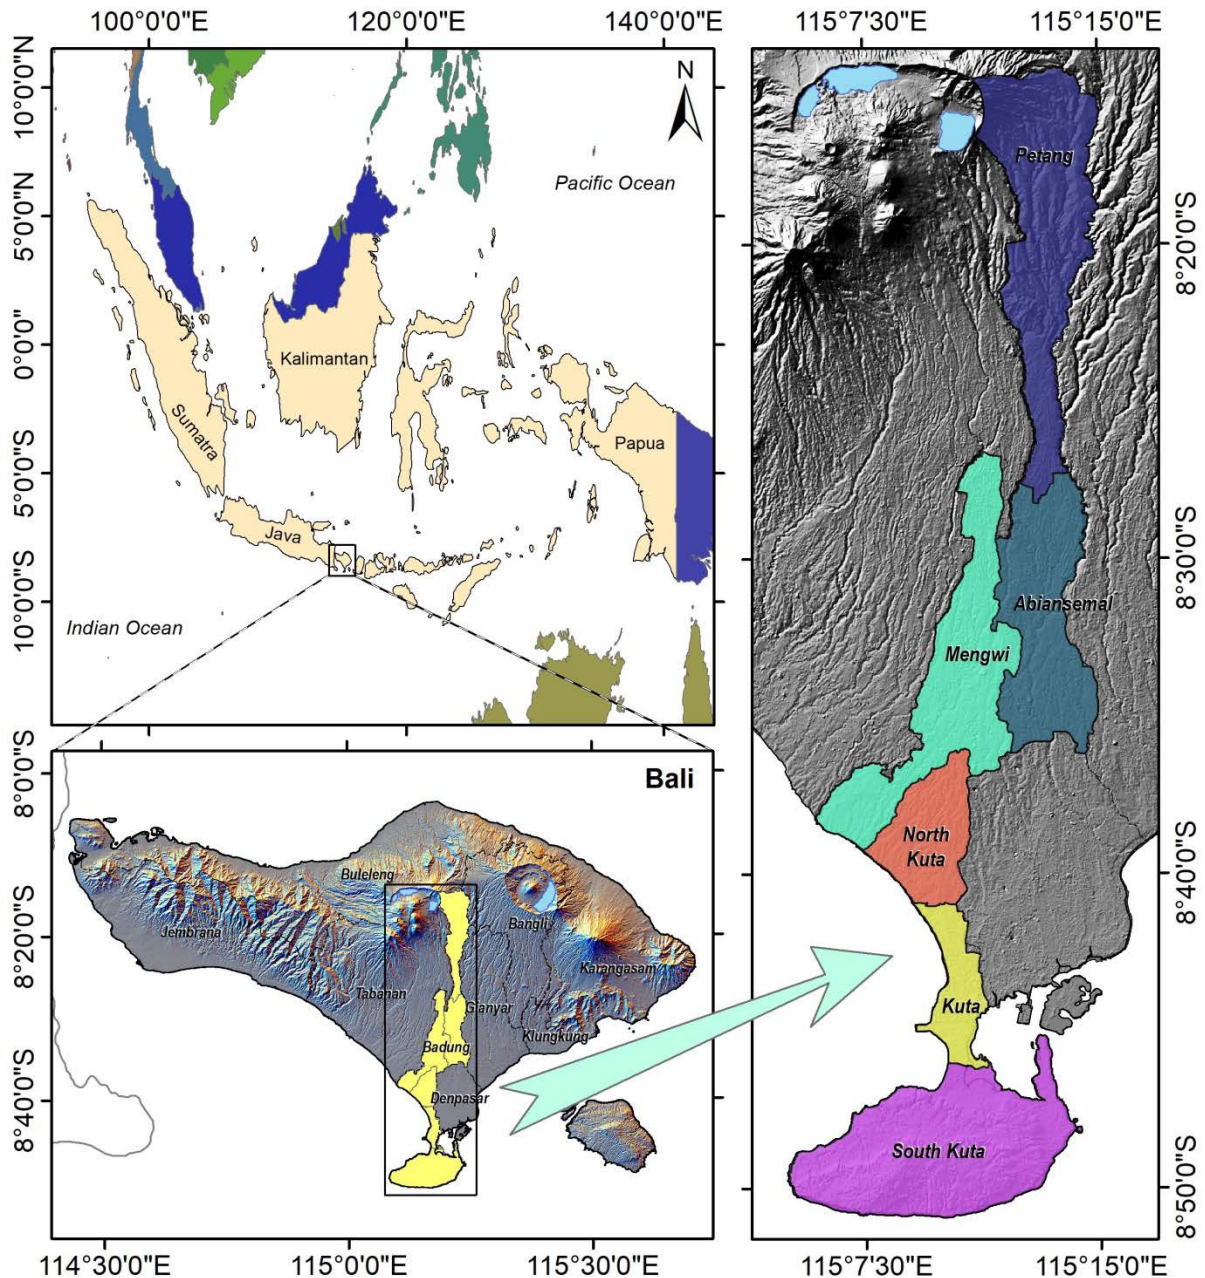 100°0'0"E
120°0'0"E
140°0'0"E
10°0'0"N
5°0'0"N
0°0'0"
5°0'0"S
10°0'0"S
N
Pacific Ocean
Kalimantan
Sumatra
Papua
Java
Indian Ocean
8°0'0"S
8°20'0"S
8°40'0"S
Bali
Buleleng
Jembrana
Bangli
Karangasam
Tabanan
Gianyar
Klungkung
Badung
Denpasar
114°30'0"E
115°0'0"E
115°30'0"E
115°7'30"E
115°15'0"E
Petang
8°20'0"S
8°30'0"S
Abiansemal
Mengwi
North
Kuta
8°40'0"S
Kuta
South Kuta
8°50'0"S
115°7'30"E
115°15'0"E